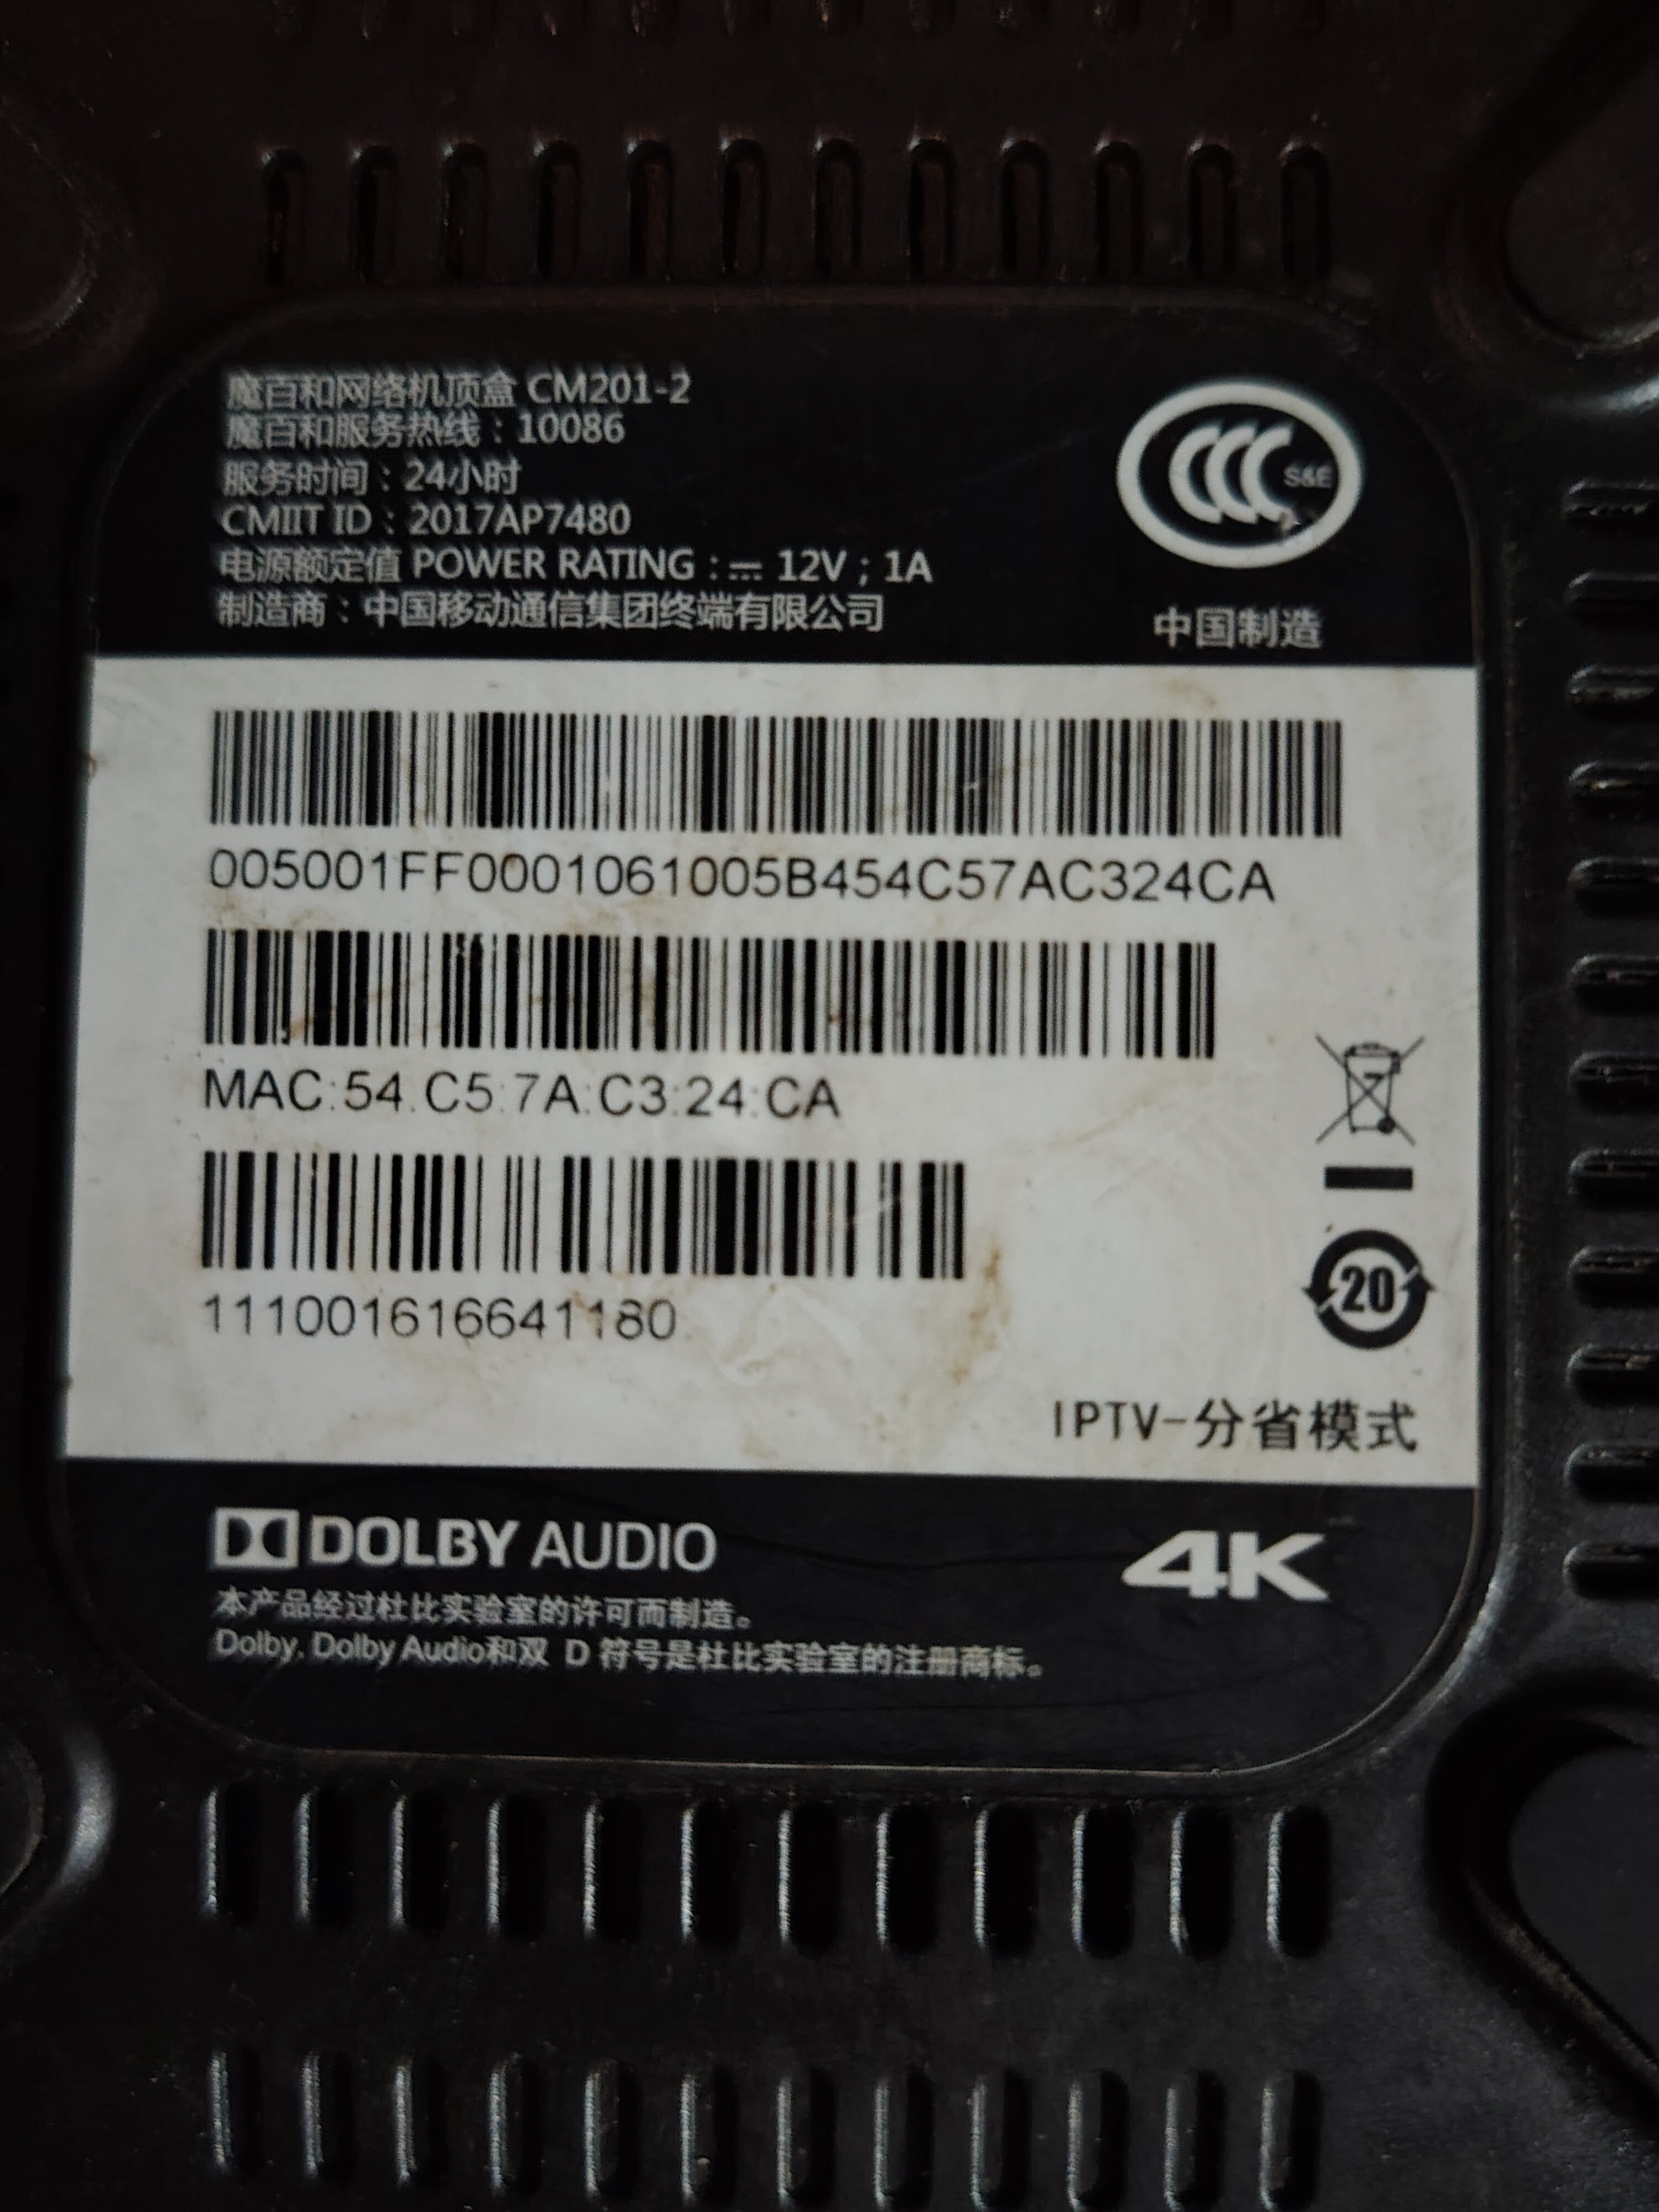 魔百和网络机顶盒 CM201-2
魔百和服务热线：10086
服务时间：24小时
CMIIT ID：2017AP7480
电源额定值 POWER RATING：⎓ 12V；1A
制造商：中国移动通信集团终端有限公司
CCC S&E
中国制造
005001FF0001061005B454C57AC324CA
MAC:54:C5:7A:C3:24:CA
111001616641180
20
IPTV-分省模式
DOLBY AUDIO
4K
本产品经过杜比实验室的许可而制造。
Dolby, Dolby Audio和双 D 符号是杜比实验室的注册商标。